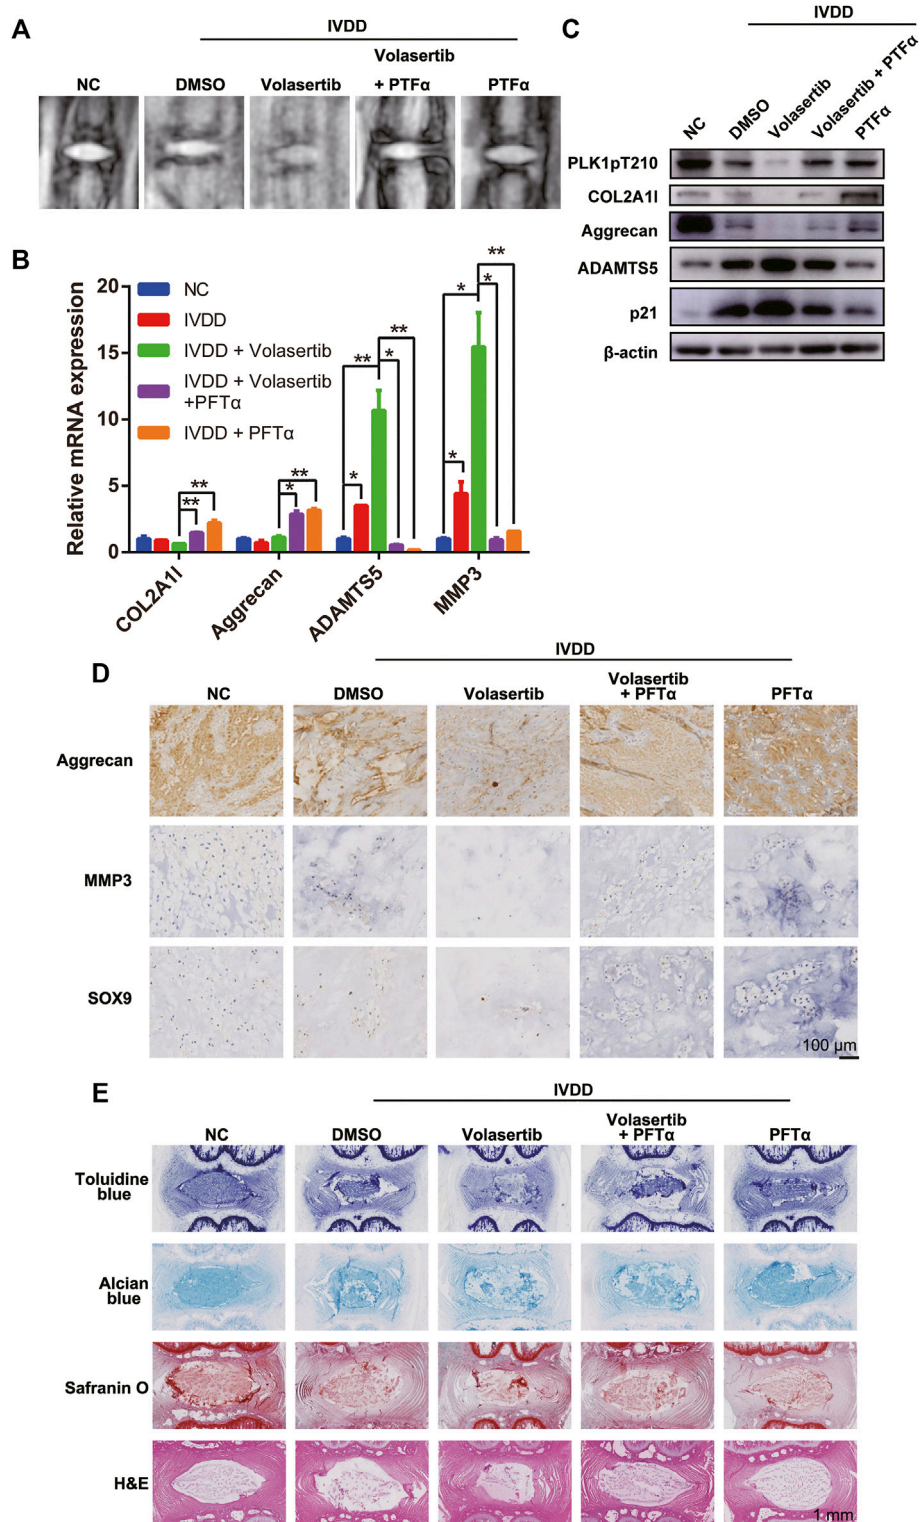 A
IVDD
Volasertib
NC
DMSO
Volasertib
+ PTFα
PTFα
C
IVDD
NC
DMSO
Volasertib
Volasertib + PTFα
PTFα
PLK1pT210
COL2A1I
Aggrecan
ADAMTS5
p21
β-actin
B
Relative mRNA expression
20
15
10
5
0
NC
IVDD
IVDD + Volasertib
IVDD + Volasertib
+PFTα
IVDD + PFTα
** ** * ** * ** * ** * * * * **
COL2A1I
Aggrecan
ADAMTS5
MMP3
D
IVDD
NC
DMSO
Volasertib
Volasertib
+ PFTα
PFTα
Aggrecan
MMP3
SOX9
100 µm
E
IVDD
NC
DMSO
Volasertib
Volasertib
+ PFTα
PFTα
Toluidine
blue
Alcian
blue
Safranin O
H&E
1 mm